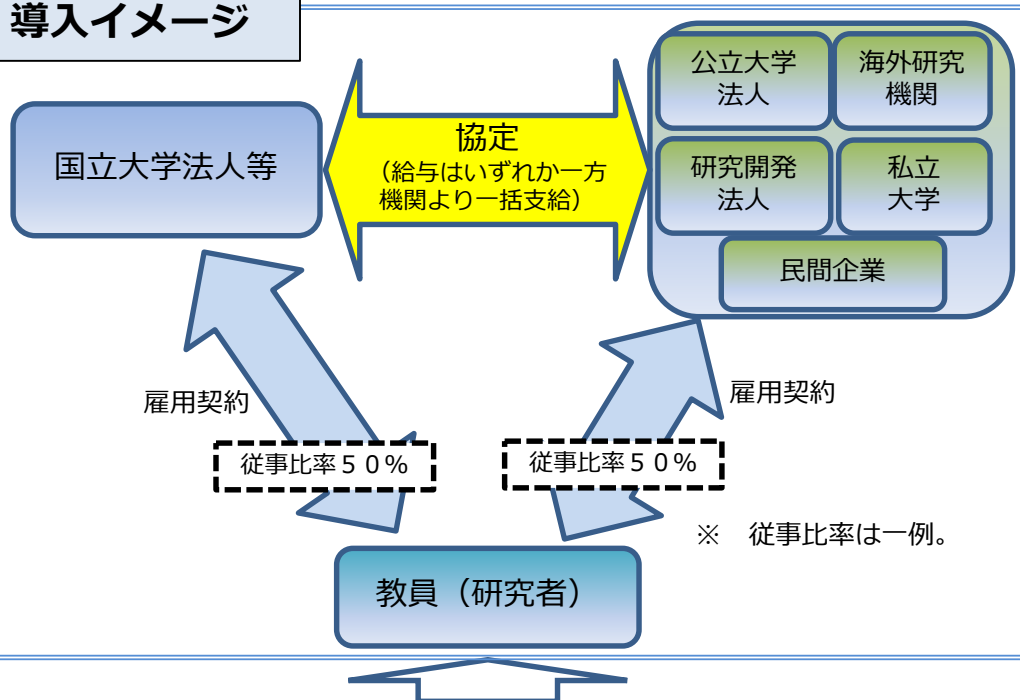 導入イメージ
国立大学法人等
協定
（給与はいずれか一方
機関より一括支給）
公立大学
法人
海外研究
機関
研究開発
法人
私立
大学
民間企業
雇用契約
雇用契約
従事比率５０%
従事比率５０%
※　従事比率は一例。
教員（研究者）